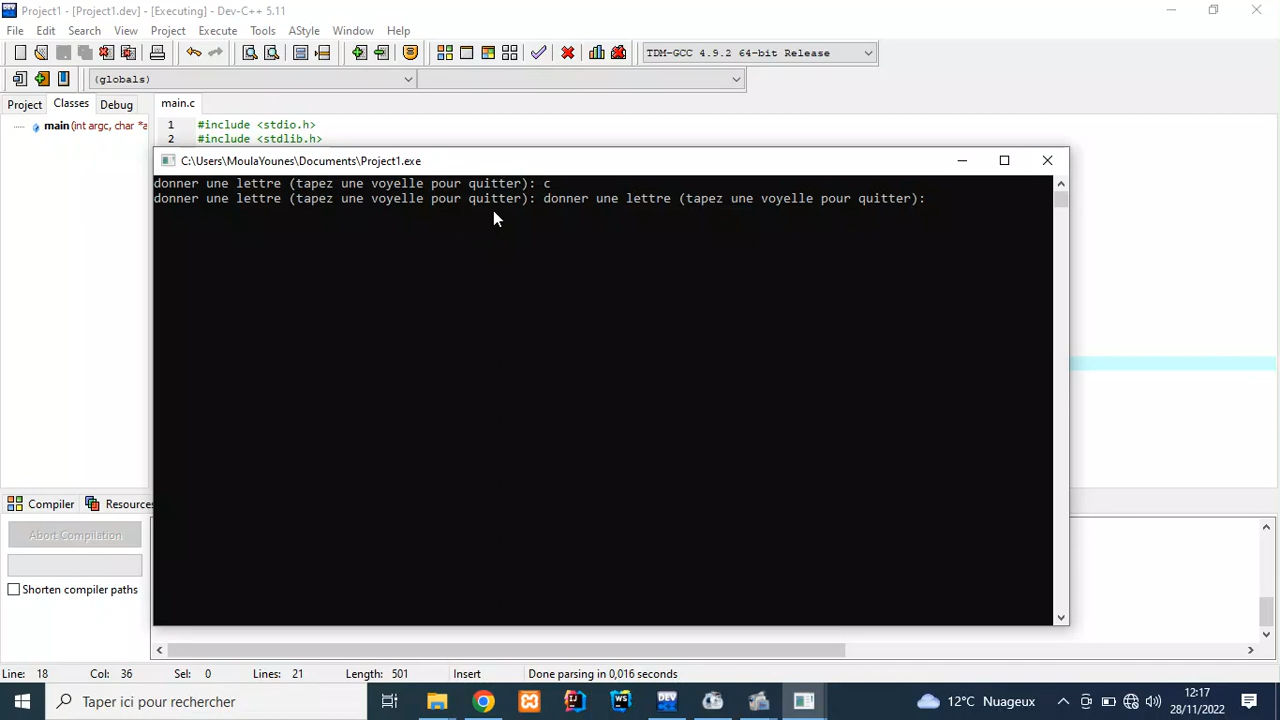 Project1 - [Project1.dev] - [Executing] - Dev-C++ 5.11
File Edit Search View Project Execute Tools AStyle Window Help
TDM-GCC 4.9.2 64-bit Release
(globals)
Project Classes Debug main.c
main (int argc, char *a
1 #include <stdio.h>
2 #include <stdlib.h>
C:\Users\MoulaYounes\Documents\Project1.exe
donner une lettre (tapez une voyelle pour quitter): c
donner une lettre (tapez une voyelle pour quitter): donner une lettre (tapez une voyelle pour quitter):
Compiler Resources
Abort Compilation
Shorten compiler paths
Line: 18 Col: 36 Sel: 0 Lines: 21 Length: 501 Insert Done parsing in 0,016 seconds
Taper ici pour rechercher
12°C Nuageux
12:17
28/11/2022